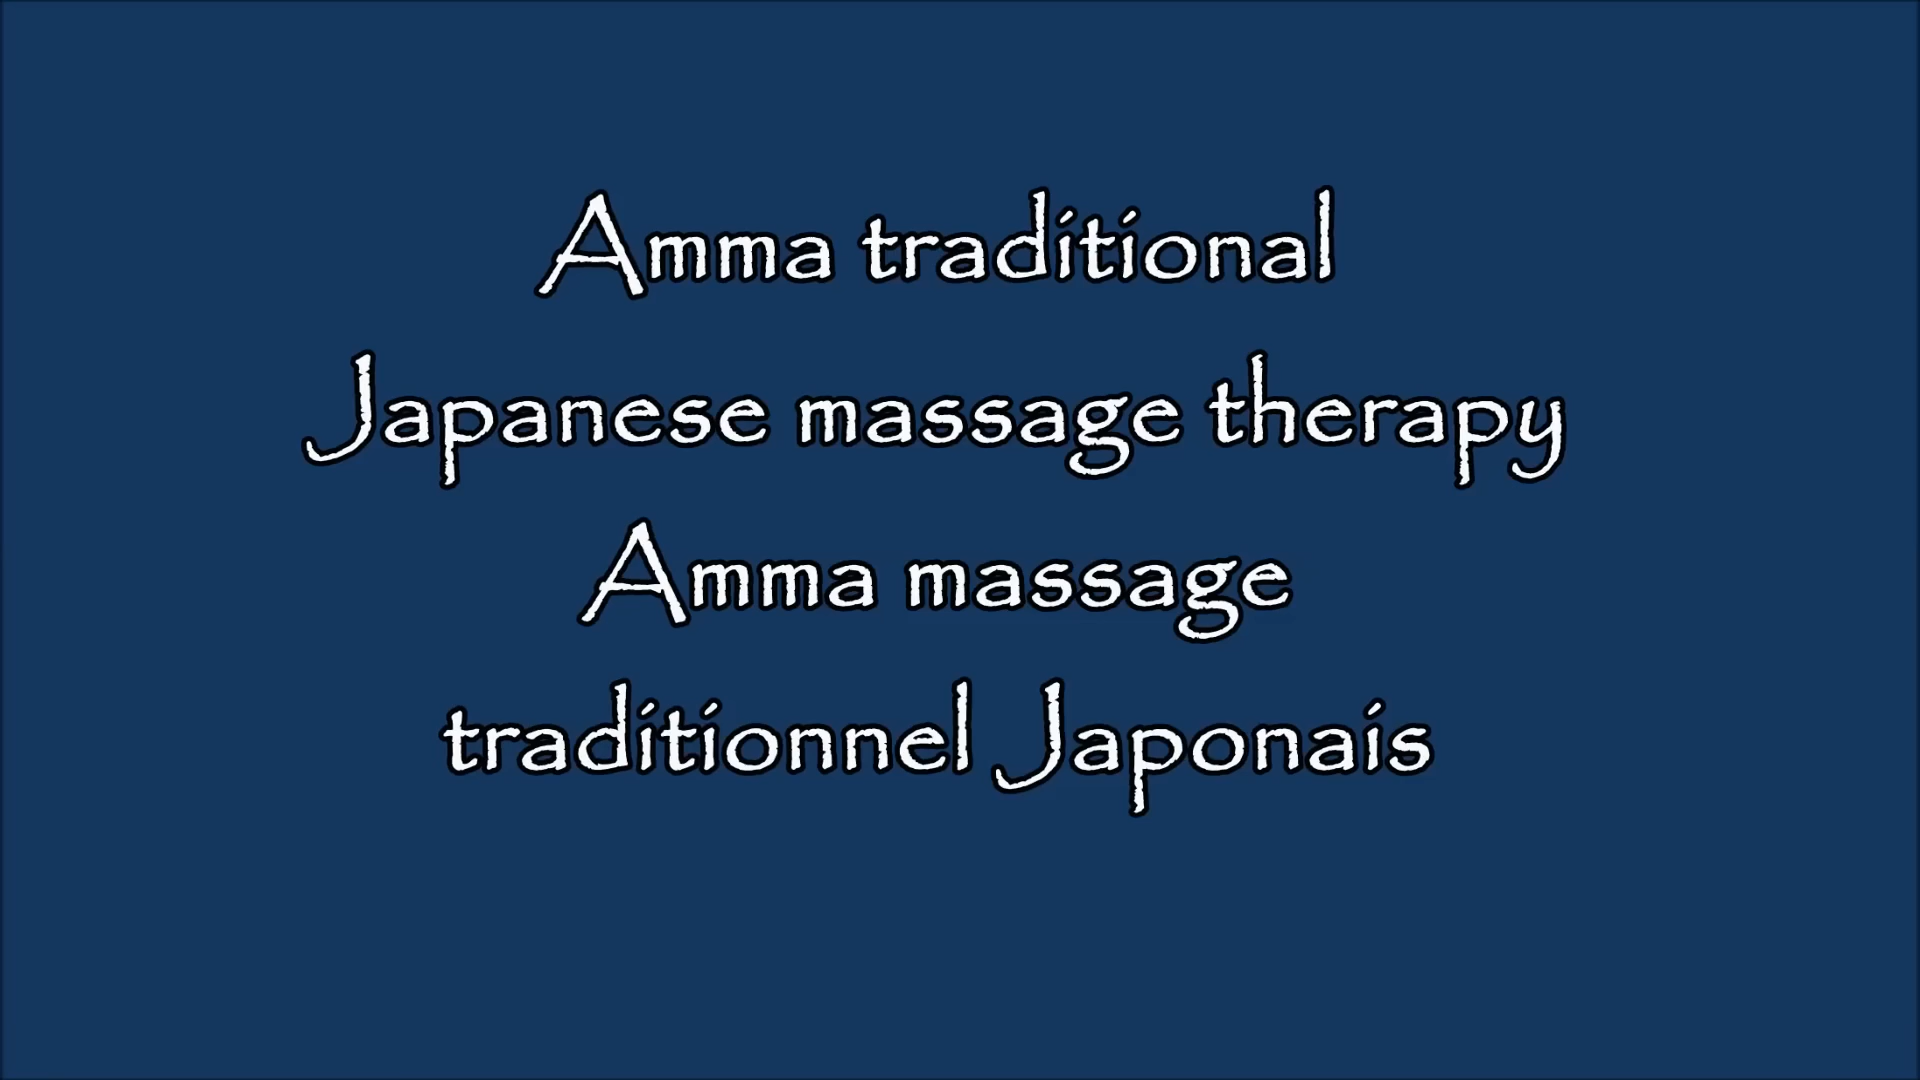 Amma traditional
Japanese massage therapy
Amma massage
traditionnel Japonais